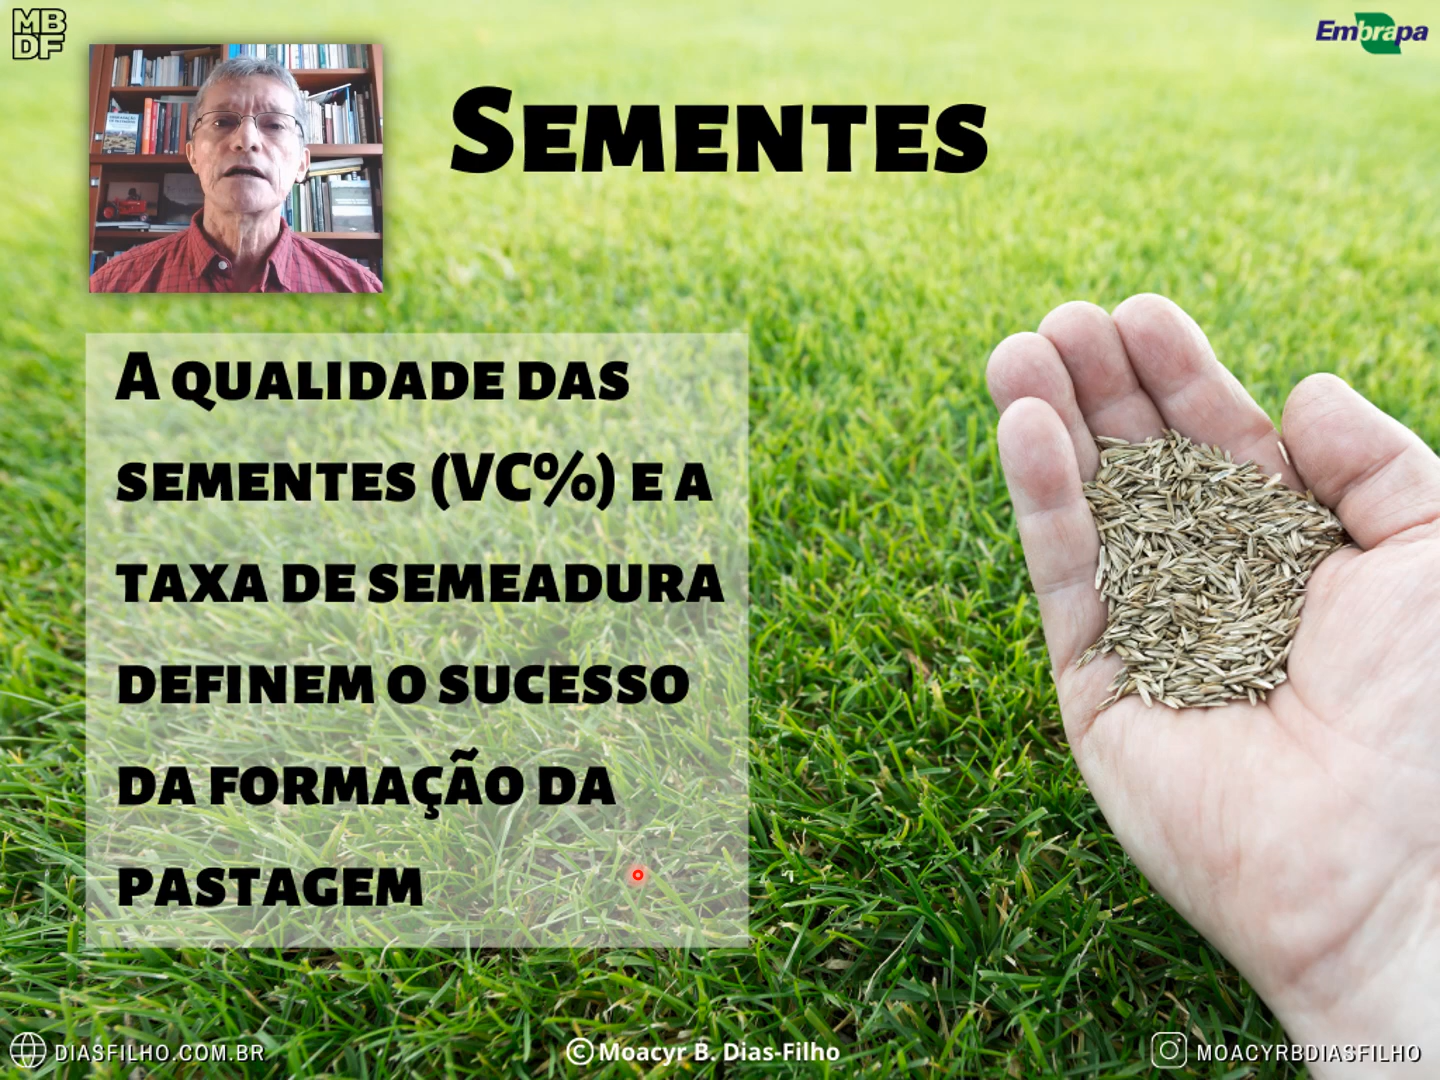 MB
DF
Embrapa
SEMENTES
A QUALIDADE DAS
SEMENTES (VC%) E A
TAXA DE SEMEADURA
DEFINEM O SUCESSO
DA FORMAÇÃO DA
PASTAGEM
DIASFILHO.COM.BR
©Moacyr B. Dias-Filho
MOACYRBDIASFILHO